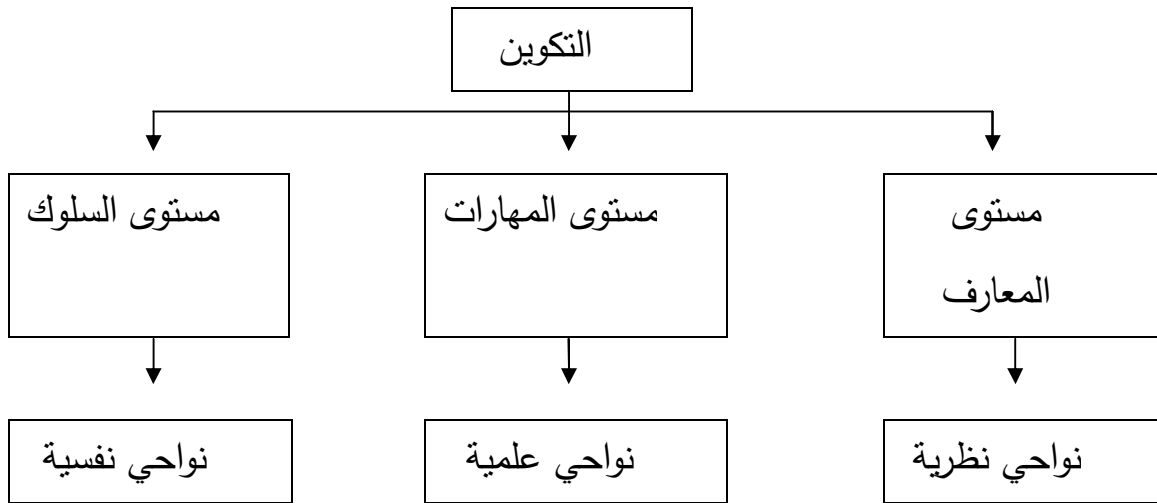 التكوين
مستوى
المعارف
مستوى المهارات
مستوى السلوك
نواحي نظرية
نواحي علمية
نواحي نفسية